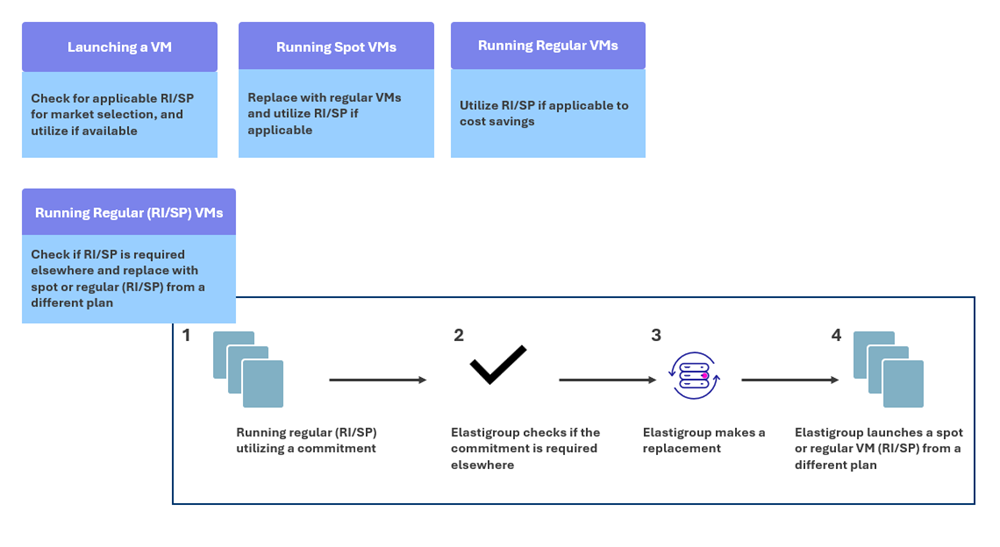 Launching a VM
Check for applicable RI/SP
for market selection, and
utilize if available
Running Spot VMs
Replace with regular VMs
and utilize RI/SP if
applicable
Running Regular VMs
Utilize RI/SP if applicable to
cost savings
Running Regular (RI/SP) VMs
Check if RI/SP is required
elsewhere and replace with
spot or regular (RI/SP) from a
different plan
1
Running regular (RI/SP)
utilizing a commitment
2
Elastigroup checks if the
commitment is required
elsewhere
3
Elastigroup makes a
replacement
4
Elastigroup launches a spot
or regular VM (RI/SP) from a
different plan